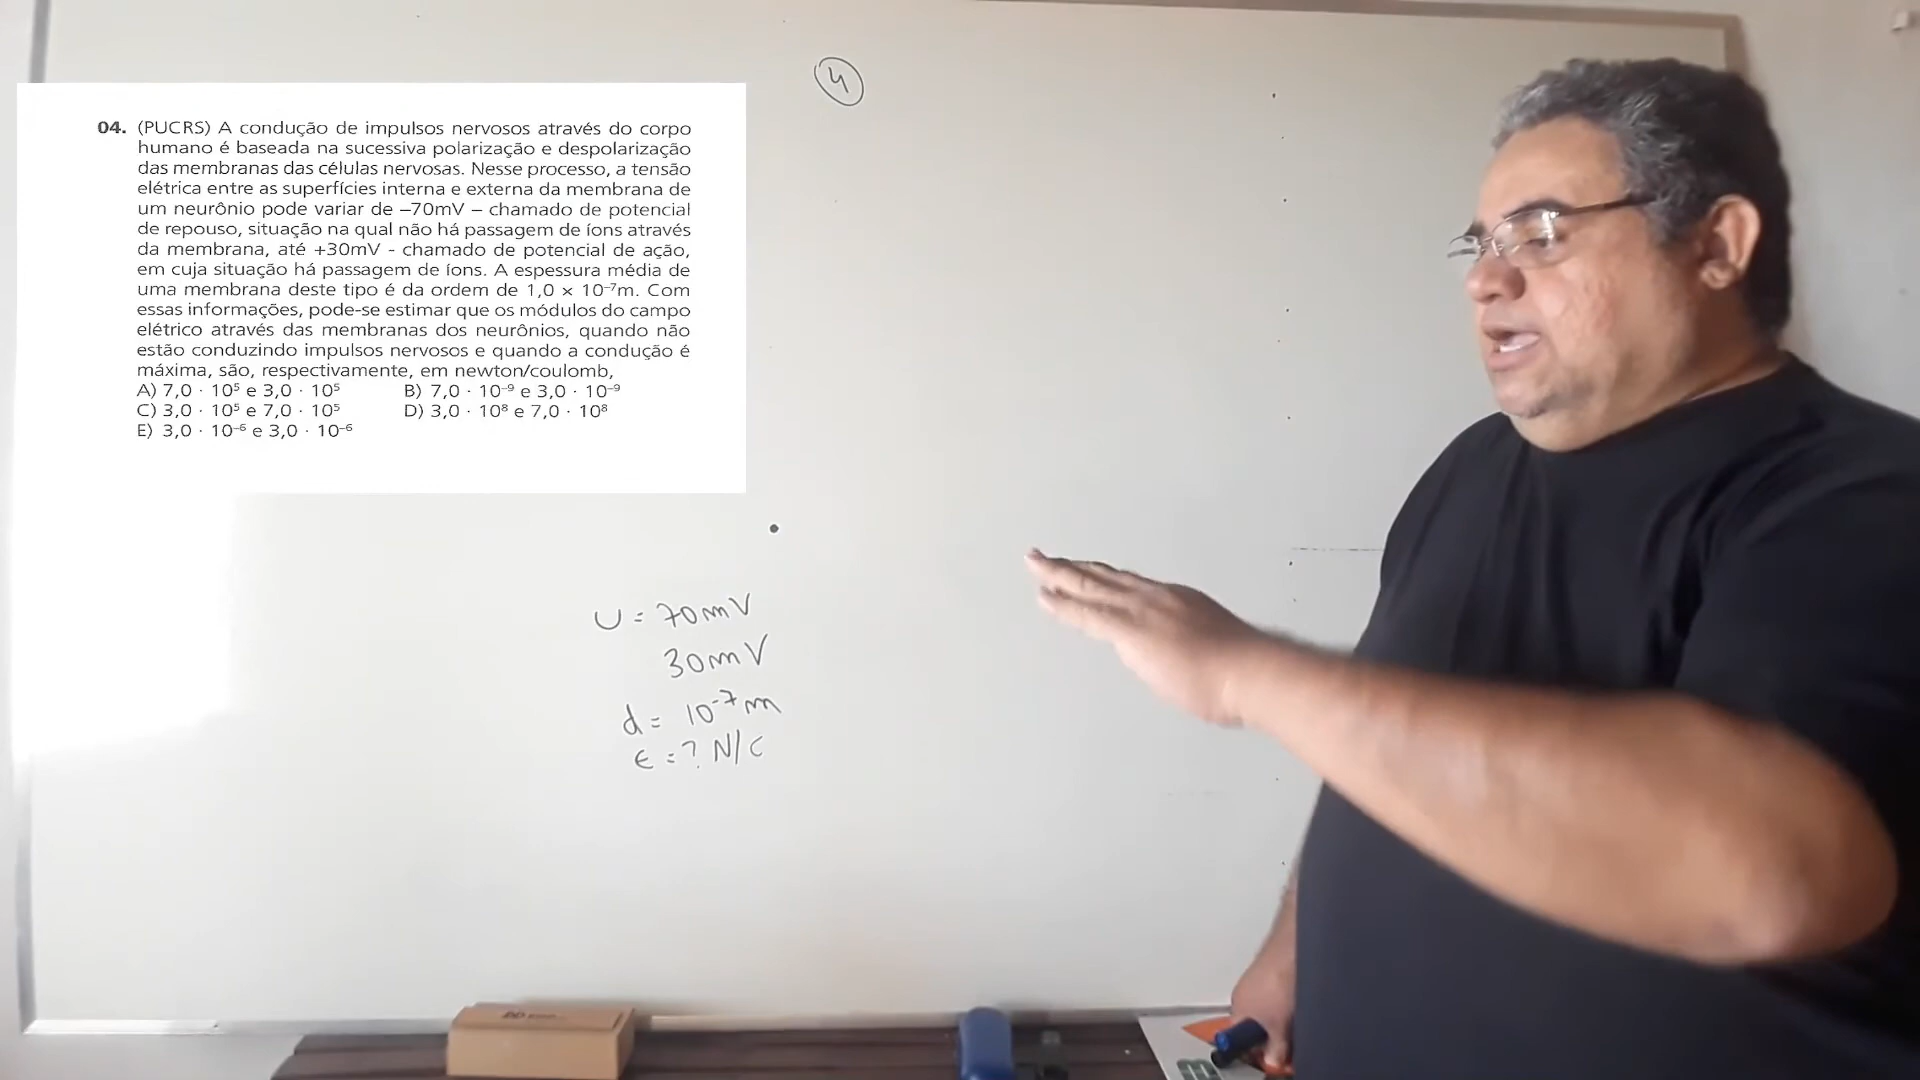 4
04. (PUCRS) A condução de impulsos nervosos através do corpo
humano é baseada na sucessiva polarização e despolarização
das membranas das células nervosas. Nesse processo, a tensão
elétrica entre as superfícies interna e externa da membrana de
um neurônio pode variar de –70mV – chamado de potencial
de repouso, situação na qual não há passagem de íons através
da membrana, até +30mV - chamado de potencial de ação,
em cuja situação há passagem de íons. A espessura média de
uma membrana deste tipo é da ordem de 1,0 × 10⁻⁷m. Com
essas informações, pode-se estimar que os módulos do campo
elétrico através das membranas dos neurônios, quando não
estão conduzindo impulsos nervosos e quando a condução é
máxima, são, respectivamente, em newton/coulomb,
A) 7,0 · 10⁵ e 3,0 · 10⁵ B) 7,0 · 10⁻⁹ e 3,0 · 10⁻⁹
C) 3,0 · 10⁵ e 7,0 · 10⁵ D) 3,0 · 10⁸ e 7,0 · 10⁸
E) 3,0 · 10⁻⁶ e 3,0 · 10⁻⁶
U = 70mV
30mV
d = 10⁻⁷m
E = ? N/C